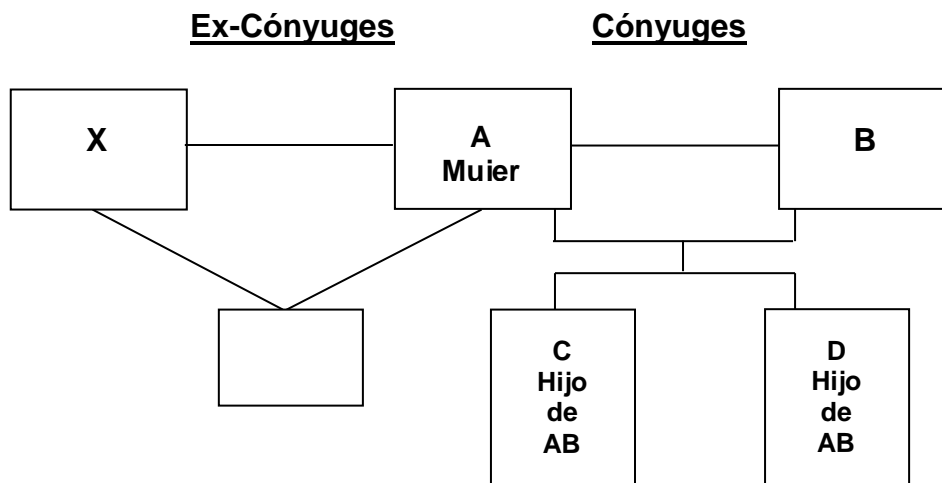 Ex-Cónyuges
Cónyuges
X
A
Muier
B
C
Hijo
de
AB
D
Hijo
de
AB